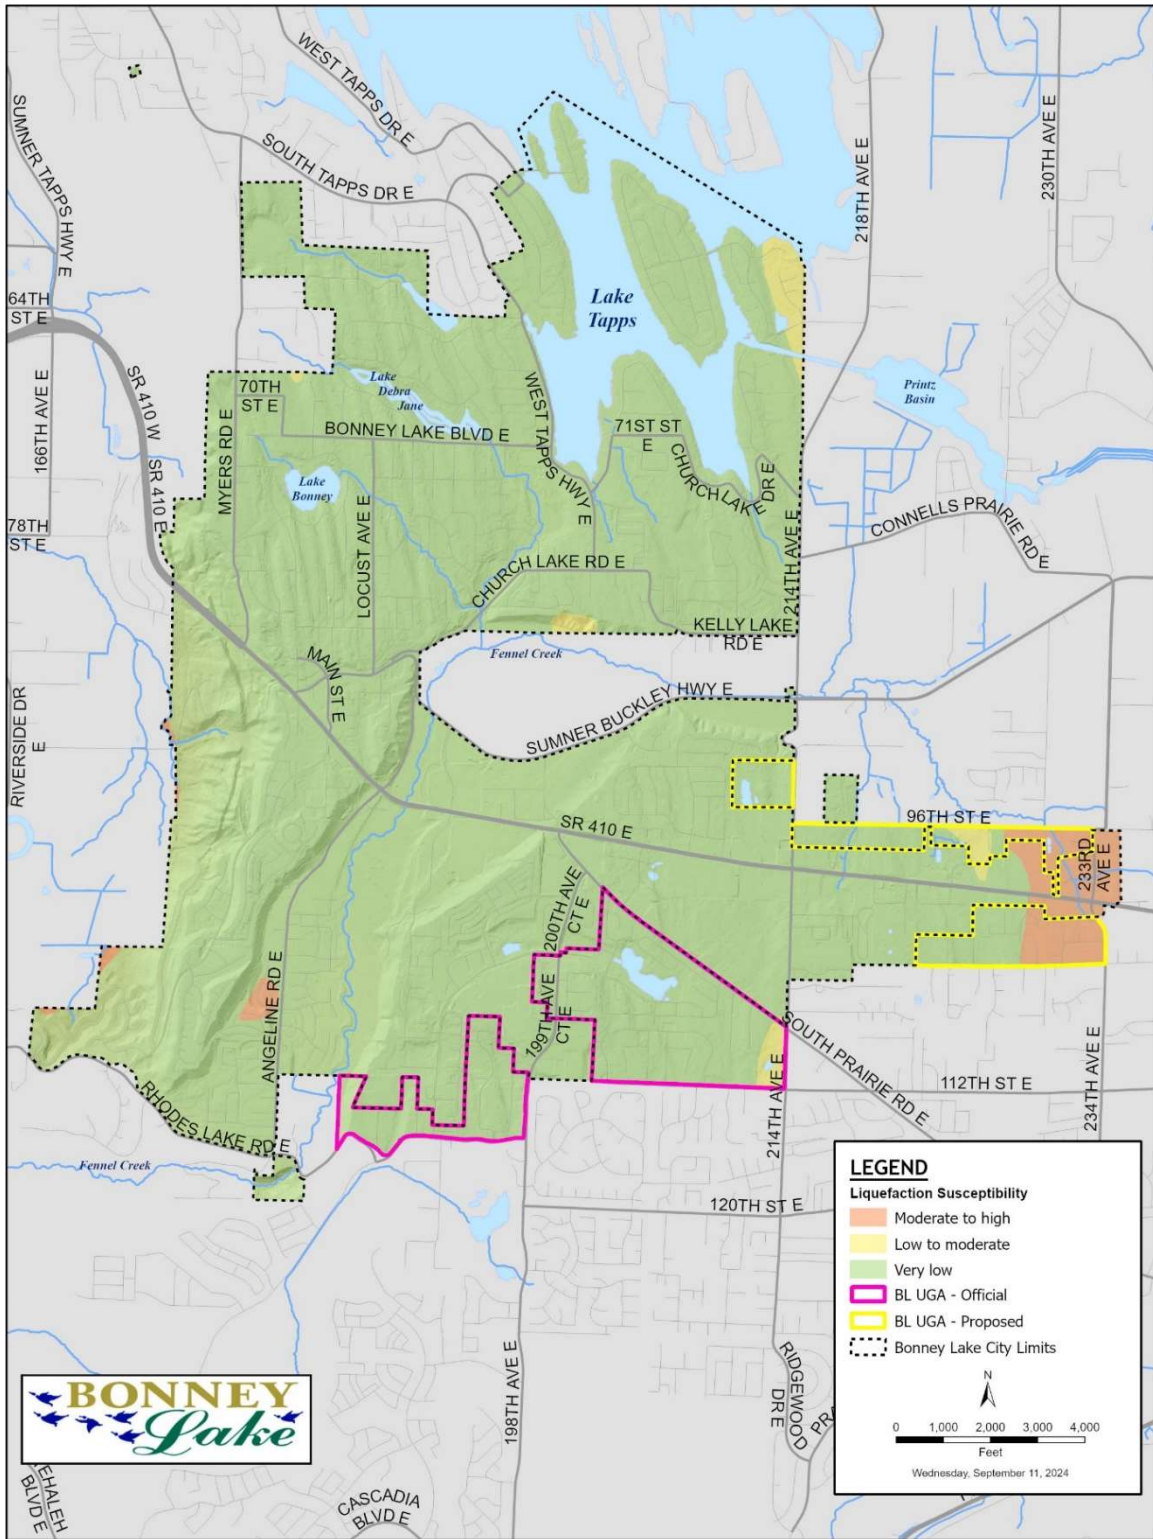 WEST TAPPS DR E
SUMNER TAPPS HWY E
SOUTH TAPPS DR E
218TH AVE E
230TH AVE E
64TH
ST E
Lake
Tapps
166TH AVE E
SR 410 W
SR 410 E
MYERS RD E
70TH
ST E
Lake
Debra
Jane
BONNEY LAKE BLVD E
WEST TAPPS HWY E
71ST ST
E
CHURCH LAKE DR E
Printz
Basin
Lake
Bonney
78TH
ST E
LOCUST AVE E
CHURCH LAKE RD E
214TH AVE E
CONNELLS PRAIRIE RD E
KELLY LAKE
RD E
Fennel Creek
MAIN ST E
SUMNER BUCKLEY HWY E
RIVERSIDE DR
E
SR 410 E
96TH ST E
233RD
AVE E
200TH AVE
CT E
199TH AVE
CT E
ANGELINE RD E
SOUTH PRAIRIE RD E
112TH ST E
214TH AVE E
234TH AVE E
RHODES LAKE RD E
Fennel Creek
120TH ST E
198TH AVE E
RIDGEWOOD
DR E
CASCADIA
BLVD E
BLVD E
BONNEY
Lake
LEGEND
Liquefaction Susceptibility
Moderate to high
Low to moderate
Very low
BL UGA - Official
BL UGA - Proposed
Bonney Lake City Limits
N
0 1,000 2,000 3,000 4,000
Feet
Wednesday, September 11, 2024